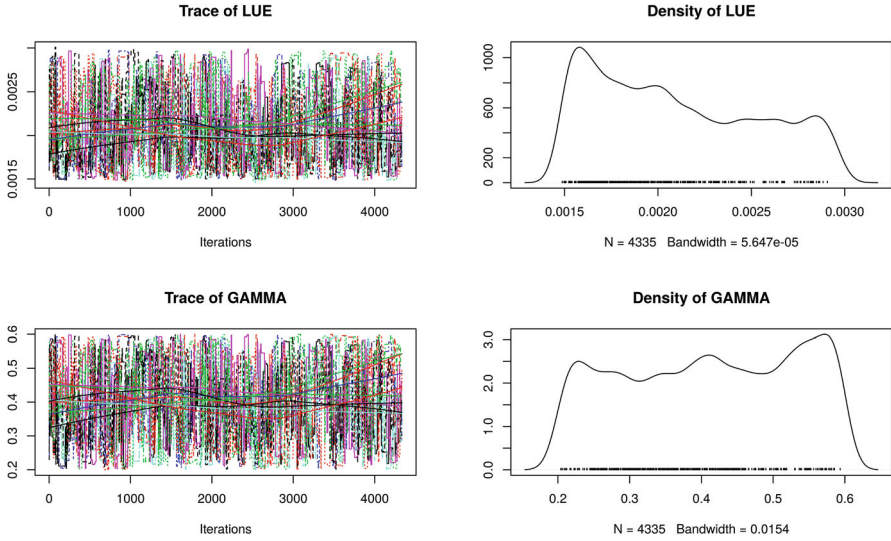 Trace of LUE
0.0025
0.0015
0 1000 2000 3000 4000
Iterations
Density of LUE
1000
600
200
0
0.0015 0.0020 0.0025 0.0030
N = 4335 Bandwidth = 5.647e-05
Trace of GAMMA
0.6
0.5
0.4
0.3
0.2
0 1000 2000 3000 4000
Iterations
Density of GAMMA
3.0
2.0
1.0
0.0
0.2 0.3 0.4 0.5 0.6
N = 4335 Bandwidth = 0.0154